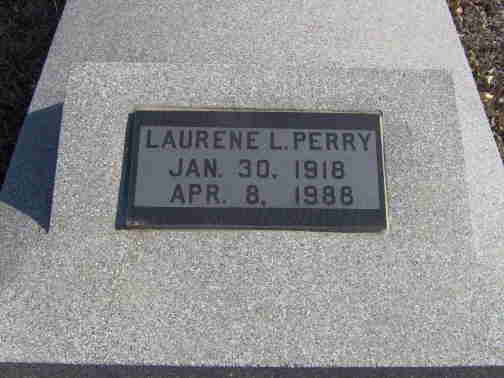 LAURENE L. PERRY
JAN. 30, 1918
APR. 8, 1988